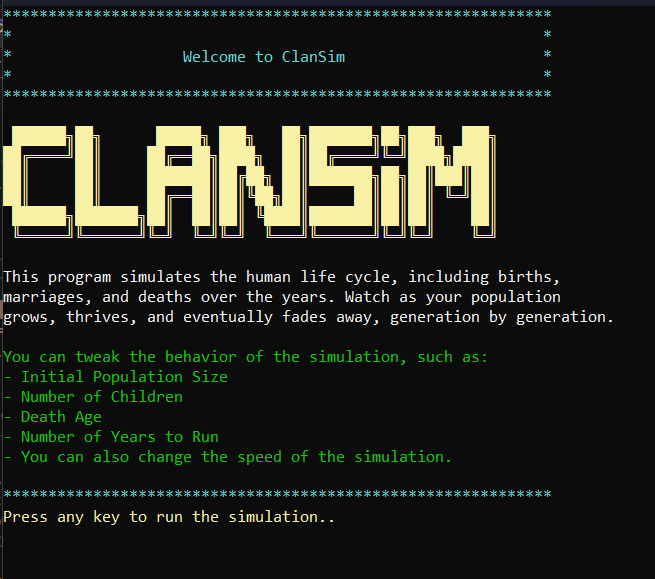 *************************************************************
*                                                           *
*                   Welcome to ClanSim                      *
*                                                           *
*************************************************************
CLANSiM
This program simulates the human life cycle, including births,
marriages, and deaths over the years. Watch as your population
grows, thrives, and eventually fades away, generation by generation.
You can tweak the behavior of the simulation, such as:
- Initial Population Size
- Number of Children
- Death Age
- Number of Years to Run
- You can also change the speed of the simulation.
*************************************************************
Press any key to run the simulation..